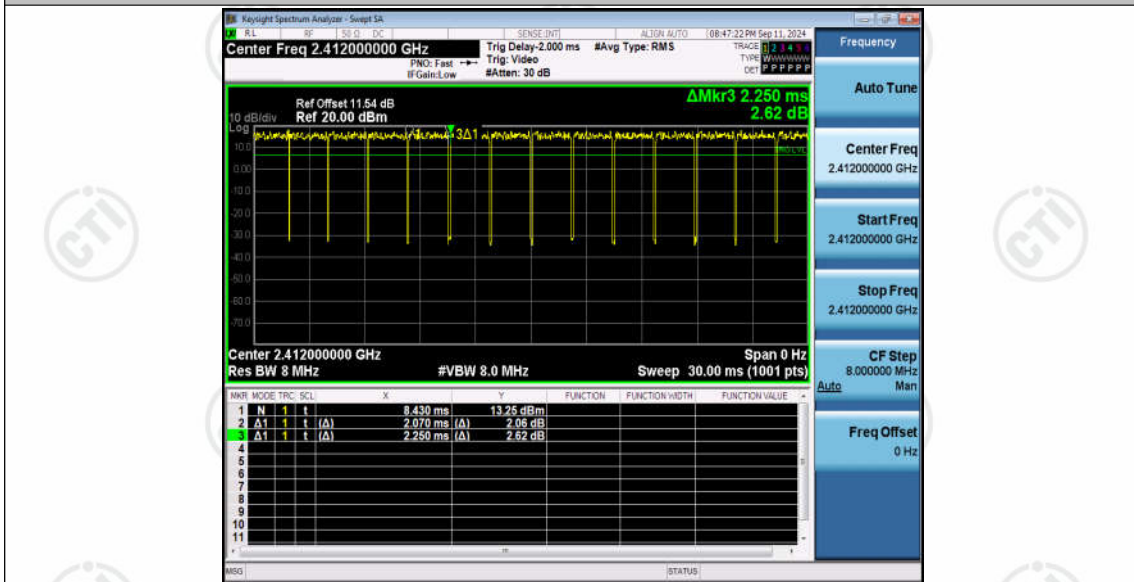 Keysight Spectrum Analyzer - Swept SA
RL RF 50 Ω DC SENSE:INT ALIGN AUTO 08:47:22 PM Sep 11, 2024
Center Freq 2.412000000 GHz
PNO: Fast
IFGain:Low
Trig Delay-2.000 ms
Trig: Video
#Atten: 30 dB
#Avg Type: RMS
TRACE 1 2 3 4 5 6
TYPE WWWWWW
DET P P P P P P
Frequency
ΔMkr3 2.250 ms
2.62 dB
Ref Offset 11.54 dB
10 dB/div Ref 20.00 dBm
Log
10.0
0.00
-10.0
-20.0
-30.0
-40.0
-50.0
-60.0
-70.0
3Δ1
TRIG LVL
Center 2.412000000 GHz Span 0 Hz
Res BW 8 MHz #VBW 8.0 MHz Sweep 30.00 ms (1001 pts)
MKR MODE TRC SCL X Y FUNCTION FUNCTION WIDTH FUNCTION VALUE
1 N 1 t 8.430 ms 13.25 dBm
2 Δ1 1 t (Δ) 2.070 ms (Δ) 2.06 dB
3 Δ1 1 t (Δ) 2.250 ms (Δ) 2.62 dB
4
5
6
7
8
9
10
11
MSG STATUS
Auto Tune
Center Freq
2.412000000 GHz
Start Freq
2.412000000 GHz
Stop Freq
2.412000000 GHz
CF Step
8.000000 MHz
Auto Man
Freq Offset
0 Hz
CTI
CTI